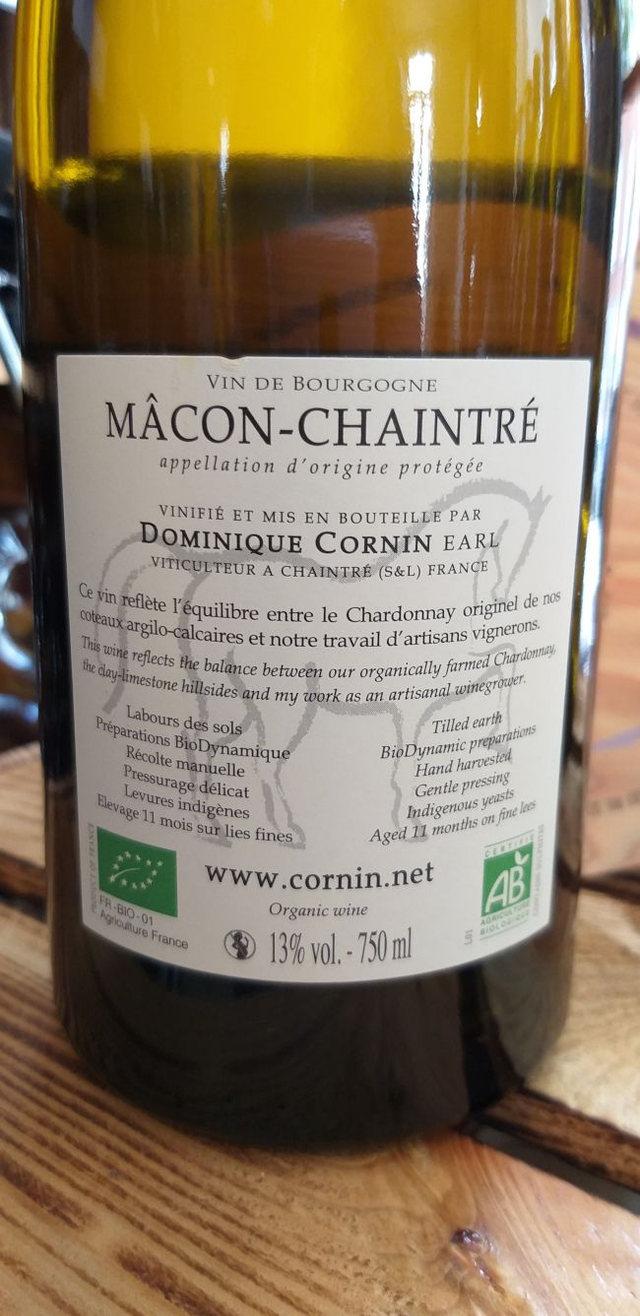 VIN DE BOURGOGNE
MÂCON-CHAINTRÉ
appellation d'origine protégée
VINIFIÉ ET MIS EN BOUTEILLE PAR
DOMINIQUE CORNIN EARL
VITICULTEUR A CHAINTRÉ (S&L) FRANCE
Ce vin reflète l'équilibre entre le Chardonnay originel de nos
coteaux argilo-calcaires et notre travail d'artisans vignerons.
This wine reflects the balance between our organically farmed Chardonnay,
the clay-limestone hillsides and my work as an artisanal winegrower.
Labours des sols
Préparations BioDynamique
Récolte manuelle
Pressurage délicat
Levures indigènes
Elevage 11 mois sur lies fines
Tilled earth
BioDynamic preparations
Hand harvested
Gentle pressing
Indigenous yeasts
Aged 11 months on fine lees
PRODUCT OF FRANCE
FR-BIO-01
Agriculture France
www.cornin.net
Organic wine
13% vol. - 750 ml
CERTIFIÉ
AB
AGRICULTURE
BIOLOGIQUE